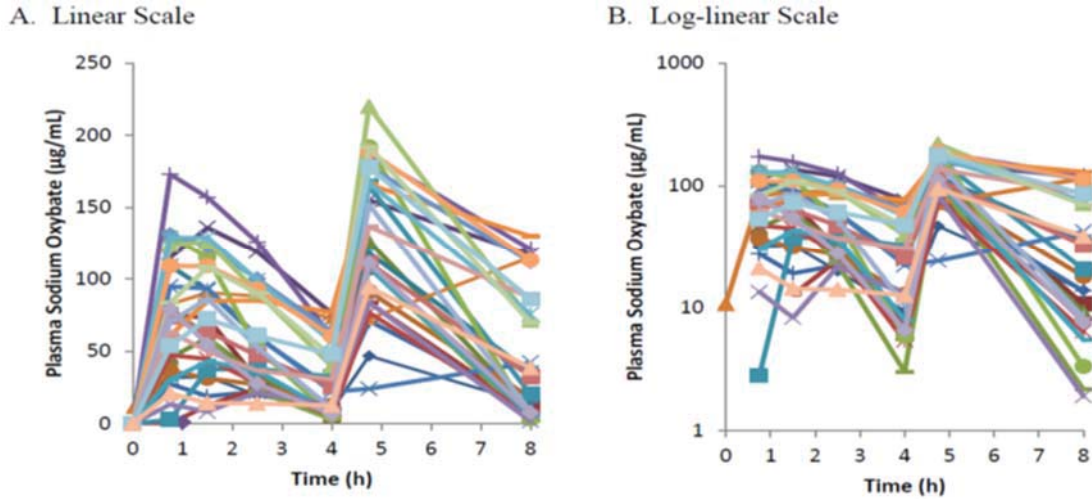 A. Linear Scale
250
200
150
100
50
0
Plasma Sodium Oxybate (µg/mL)
0 1 2 3 4 5 6 7 8
Time (h)
B. Log-linear Scale
1000
100
10
1
Plasma Sodium Oxybate (µg/mL)
0 1 2 3 4 5 6 7 8
Time (h)